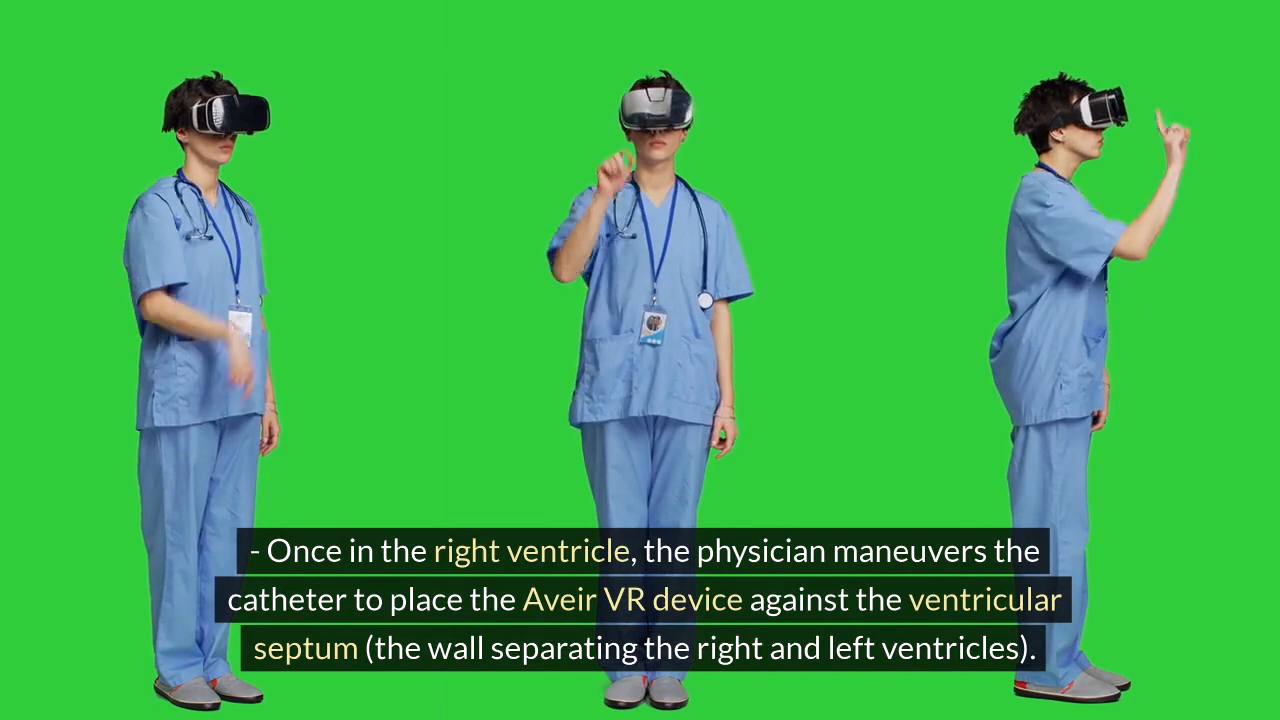 - Once in the right ventricle, the physician maneuvers the
catheter to place the Aveir VR device against the ventricular
septum (the wall separating the right and left ventricles).